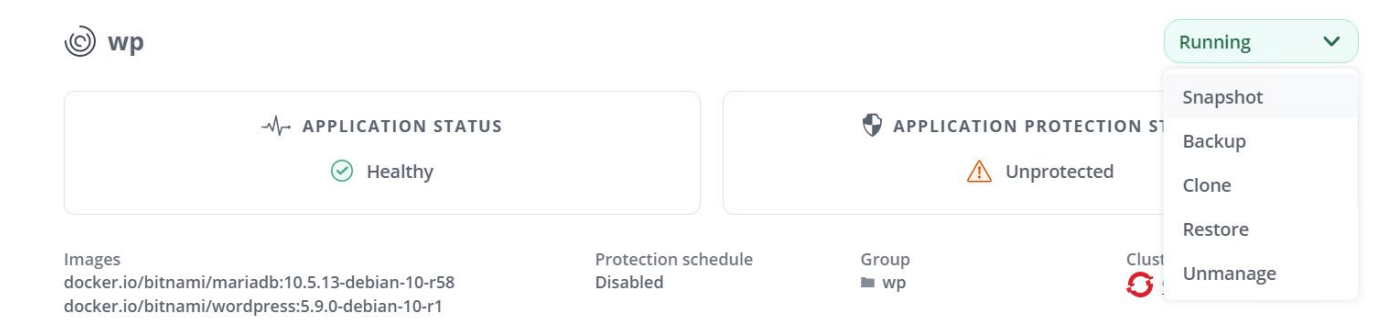 wp
Running
Snapshot
Backup
Clone
Restore
Unmanage
APPLICATION STATUS
Healthy
APPLICATION PROTECTION
Unprotected
Images
docker.io/bitnami/mariadb:10.5.13-debian-10-r58
docker.io/bitnami/wordpress:5.9.0-debian-10-r1
Protection schedule
Disabled
Group
wp